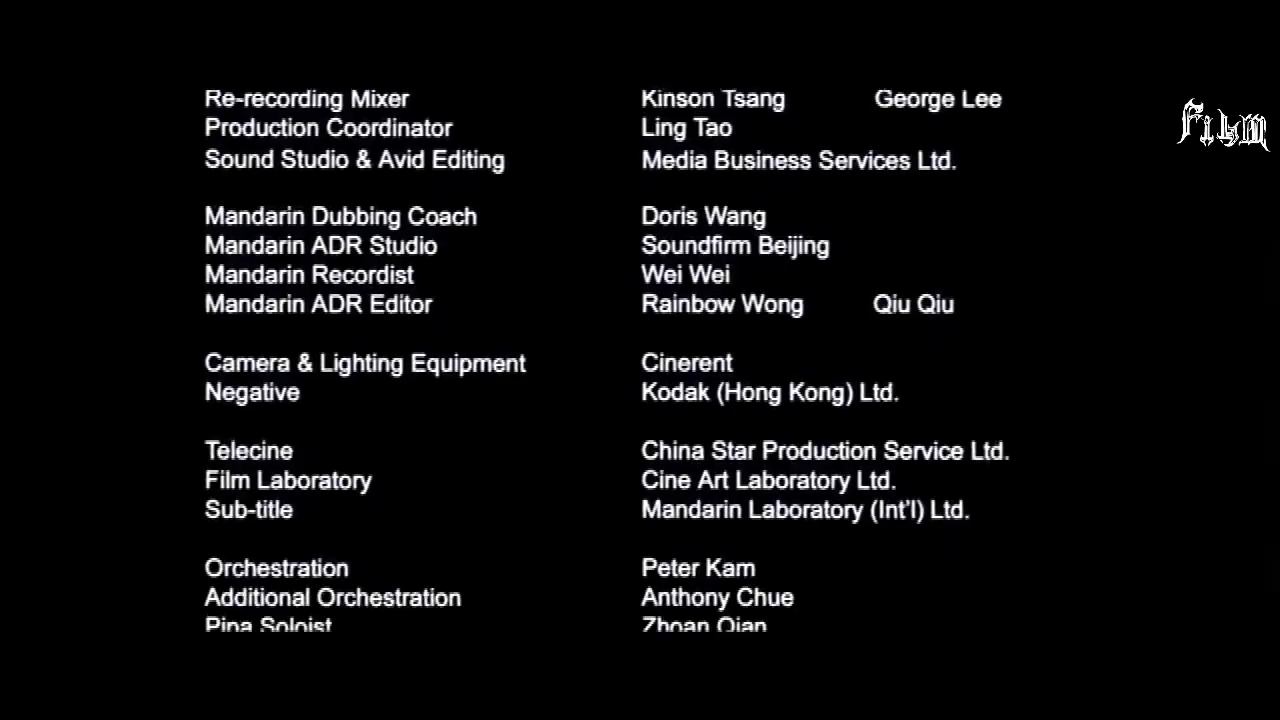 Re-recording Mixer Kinson Tsang George Lee
Production Coordinator Ling Tao
Sound Studio & Avid Editing Media Business Services Ltd.
Mandarin Dubbing Coach Doris Wang
Mandarin ADR Studio Soundfirm Beijing
Mandarin Recordist Wei Wei
Mandarin ADR Editor Rainbow Wong Qiu Qiu
Camera & Lighting Equipment Cinerent
Negative Kodak (Hong Kong) Ltd.
Telecine China Star Production Service Ltd.
Film Laboratory Cine Art Laboratory Ltd.
Sub-title Mandarin Laboratory (Int'l) Ltd.
Orchestration Peter Kam
Additional Orchestration Anthony Chue
Pipa Soloist Zhoan Qian
Film